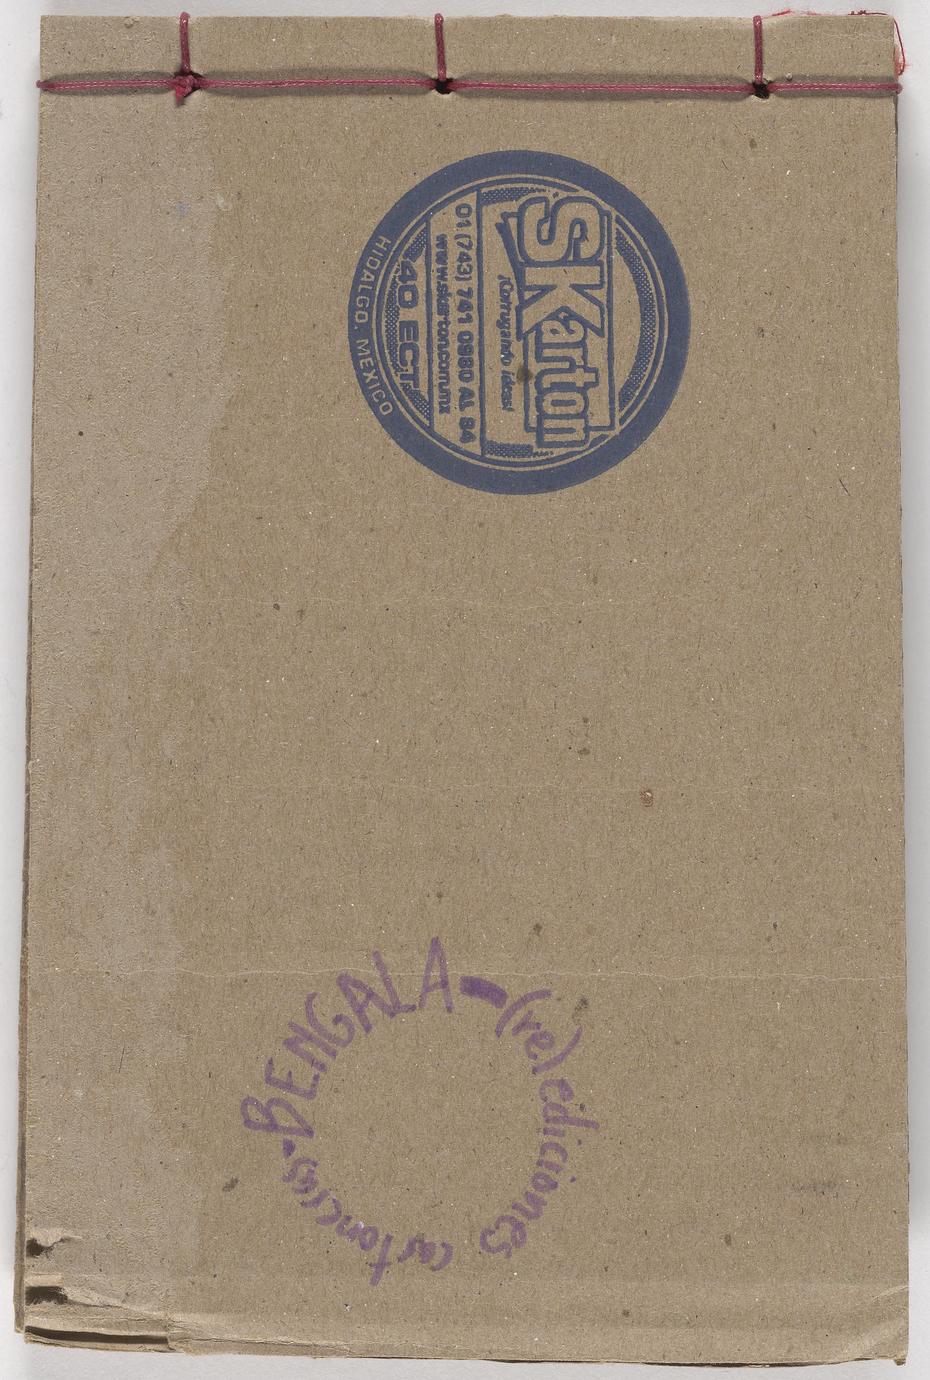 SKarton
¡Corrugando ideas!
01 (743) 741 0980 AL 84
www.skarton.com.mx
40 ECT
HIDALGO, MEXICO
BENGALA-(re)ediciones cartoneras-